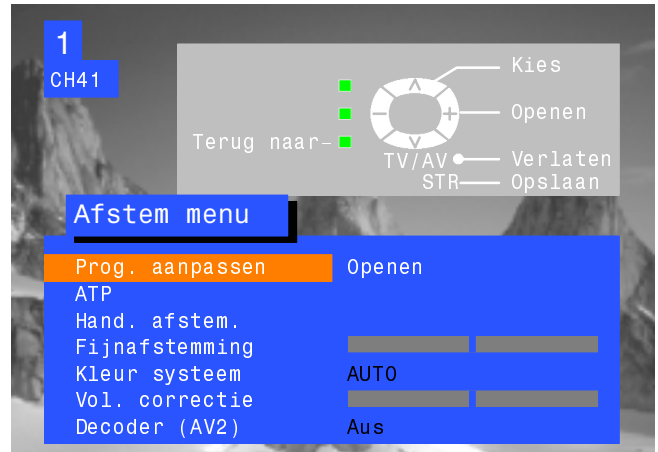 1
CH41
Kies
Openen
Terug naar
TV/AV Verlaten
STR Opslaan
Afstem menu
Prog. aanpassen Openen
ATP
Hand. afstem.
Fijnafstemming
Kleur systeem AUTO
Vol. correctie
Decoder (AV2) Aus